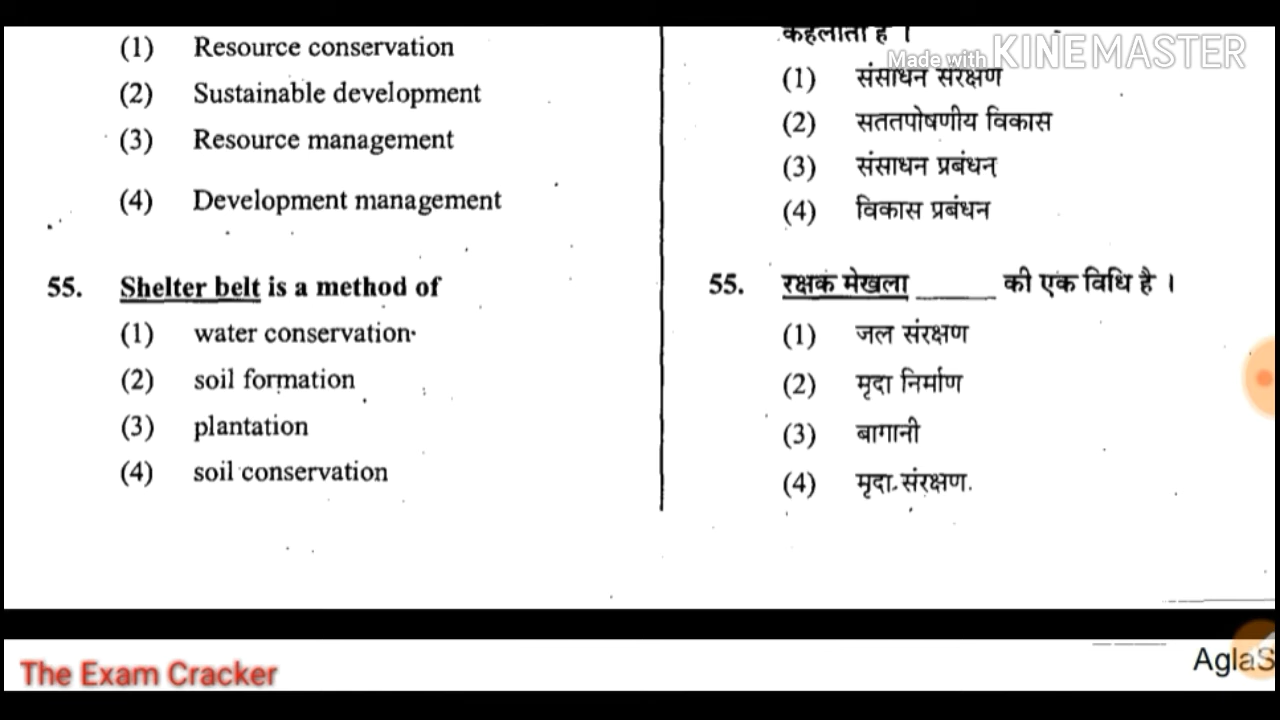 (1) Resource conservation
(2) Sustainable development
(3) Resource management
(4) Development management
55. Shelter belt is a method of
(1) water conservation
(2) soil formation
(3) plantation
(4) soil conservation
कहलाता है ।
Made with KINEMASTER
(1) संसाधन संरक्षण
(2) सततपोषणीय विकास
(3) संसाधन प्रबंधन
(4) विकास प्रबंधन
55. रक्षक मेखला ______ की एक विधि है ।
(1) जल संरक्षण
(2) मृदा निर्माण
(3) बागानी
(4) मृदा संरक्षण
The Exam Cracker
AglaS